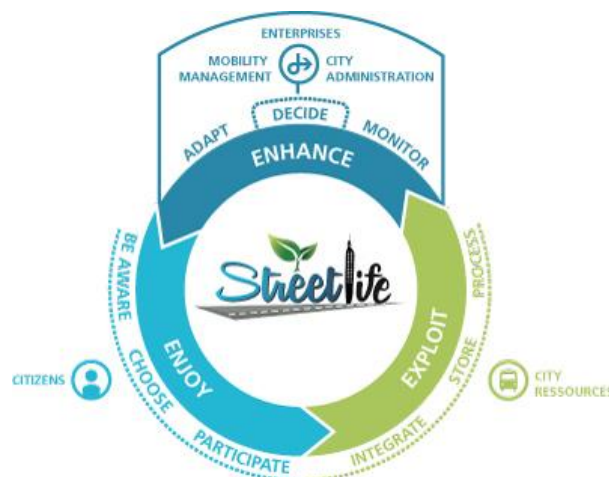 ENTERPRISES
MOBILITY
MANAGEMENT
CITY
ADMINISTRATION
ADAPT
DECIDE
MONITOR
ENHANCE
Streetlife
BE AWARE
CHOOSE
PARTICIPATE
ENJOY
CITIZENS
PROCESS
STORE
INTEGRATE
EXPLOIT
CITY
RESSOURCES